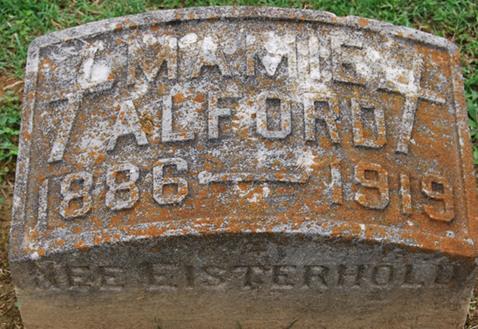 MAMIE
ALFORD
1886 — 1919
NEE EISTERHOLD